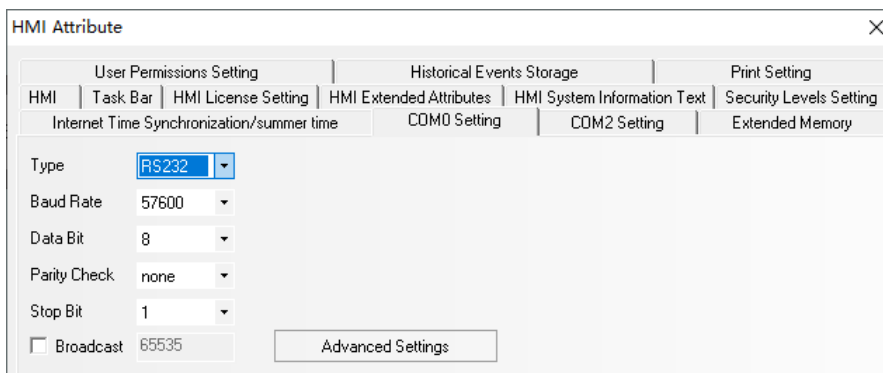 HMI Attribute
User Permissions Setting Historical Events Storage Print Setting
HMI Task Bar HMI License Setting HMI Extended Attributes HMI System Information Text Security Levels Setting
Internet Time Synchronization/summer time COM0 Setting COM2 Setting Extended Memory
Type RS232
Baud Rate 57600
Data Bit 8
Parity Check none
Stop Bit 1
Broadcast 65535 Advanced Settings